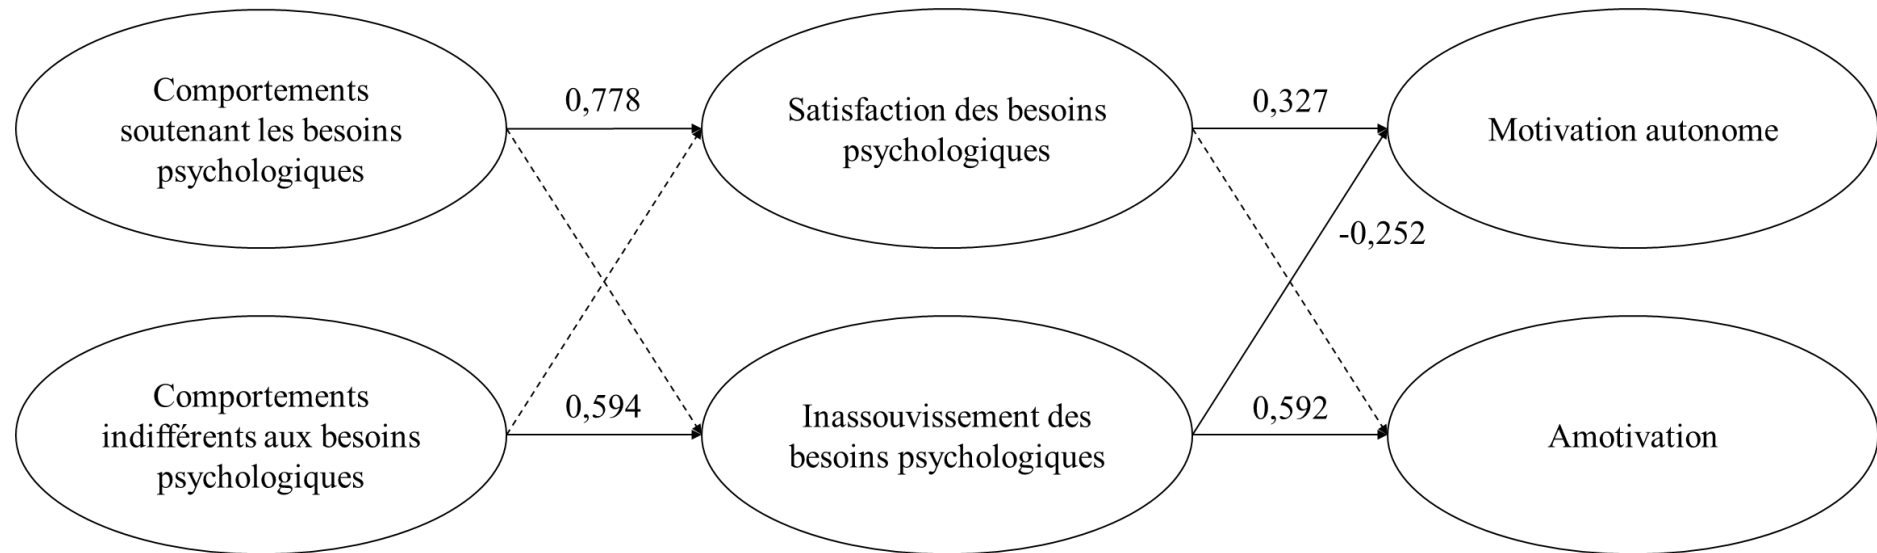 Comportements
soutenant les besoins
psychologiques
0,778
Satisfaction des besoins
psychologiques
0,327
Motivation autonome
-0,252
Comportements
indifférents aux besoins
psychologiques
0,594
Inassouvissement des
besoins psychologiques
0,592
Amotivation